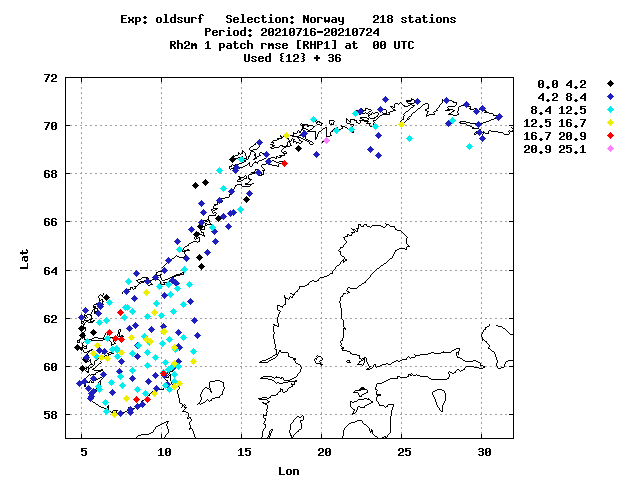 Exp: oldsurf   Selection: Norway    218 stations
Period: 20210716-20210724
Rh2m 1 patch rmse [RHP1] at  00 UTC
Used {12} + 36
72
70
68
66
64
62
60
58
Lat
5 10 15 20 25 30
Lon
0.0 4.2
4.2 8.4
8.4 12.5
12.5 16.7
16.7 20.9
20.9 25.1